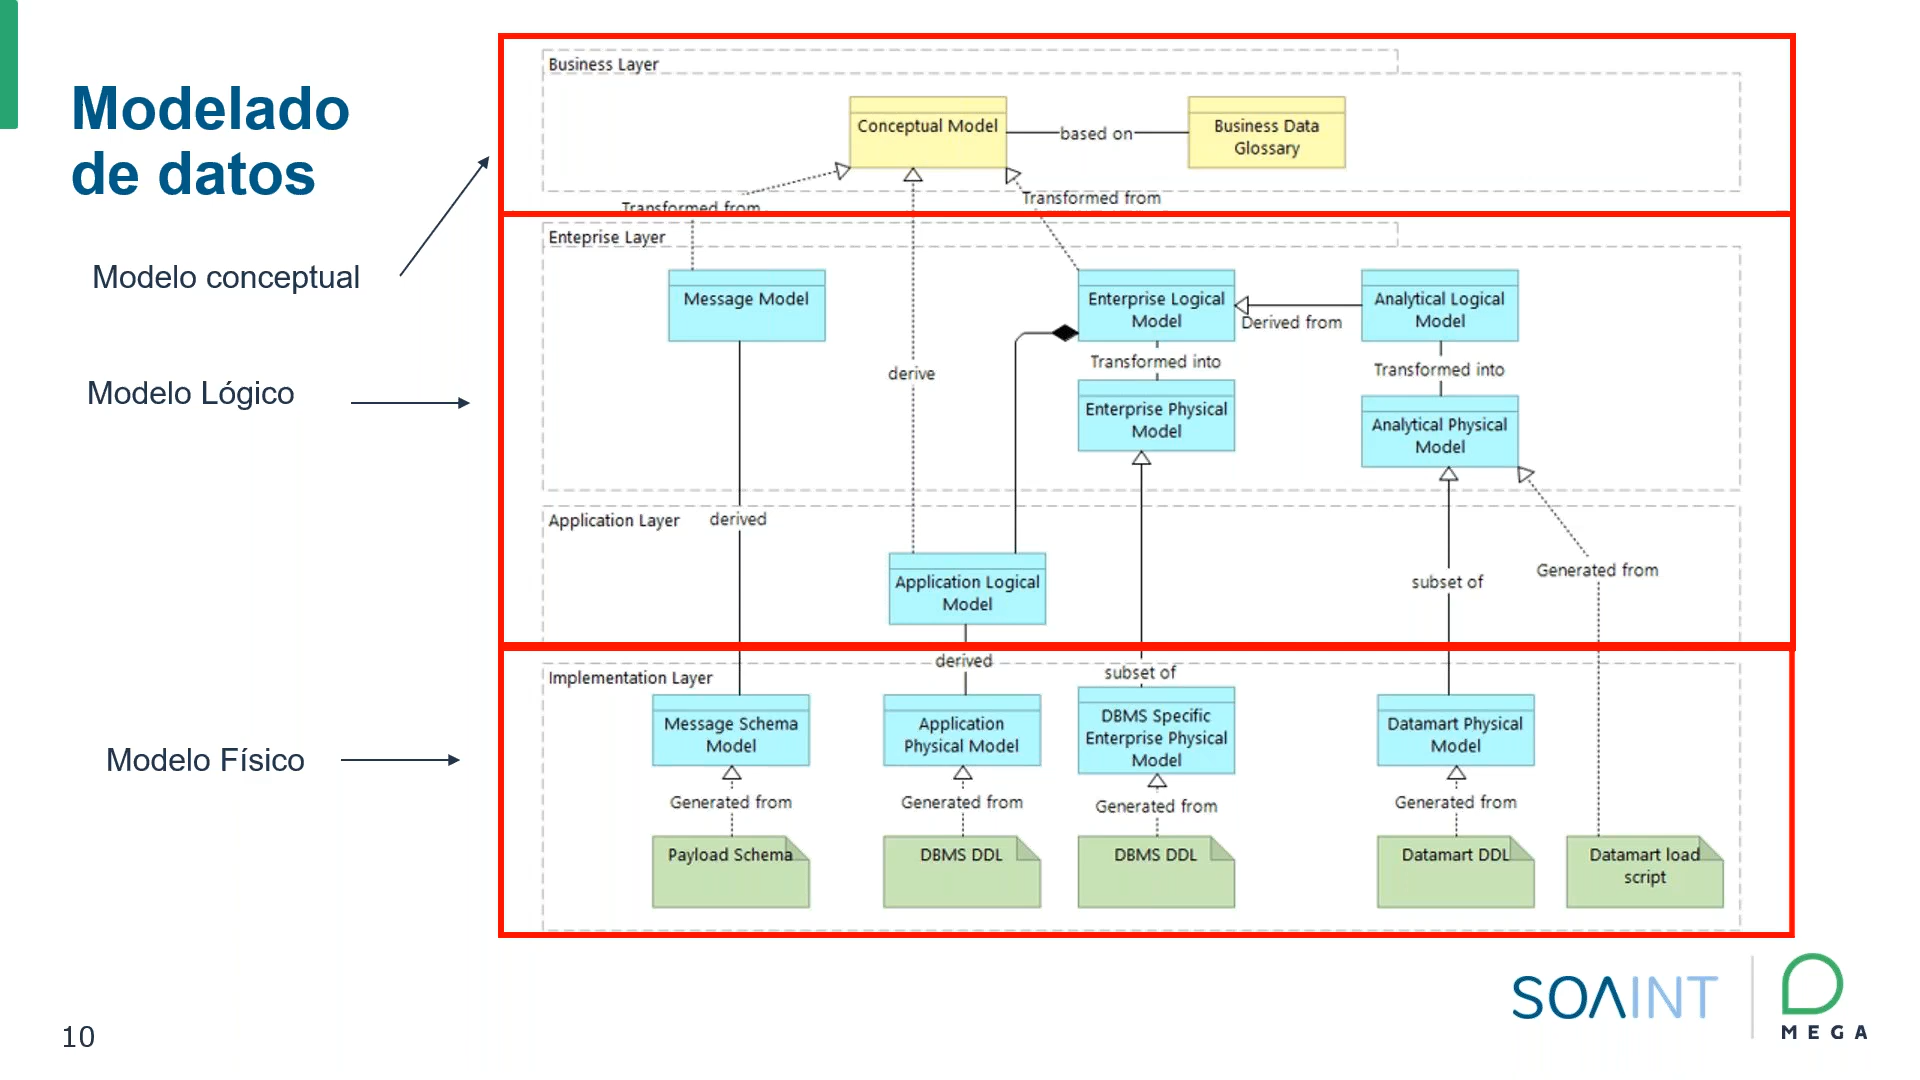 Modelado
de datos
Modelo conceptual
Modelo Lógico
Modelo Físico
Business Layer
Conceptual Model
based on
Business Data
Glossary
Transformed from
Transformed from
Enteprise Layer
Message Model
Enterprise Logical
Model
Derived from
Analytical Logical
Model
derive
Transformed into
Transformed into
Enterprise Physical
Model
Analytical Physical
Model
Application Layer
derived
Application Logical
Model
subset of
Generated from
derived
subset of
Implementation Layer
Message Schema
Model
Application
Physical Model
DBMS Specific
Enterprise Physical
Model
Datamart Physical
Model
Generated from
Generated from
Generated from
Generated from
Payload Schema
DBMS DDL
DBMS DDL
Datamart DDL
Datamart load
script
SOAINT
MEGA
10